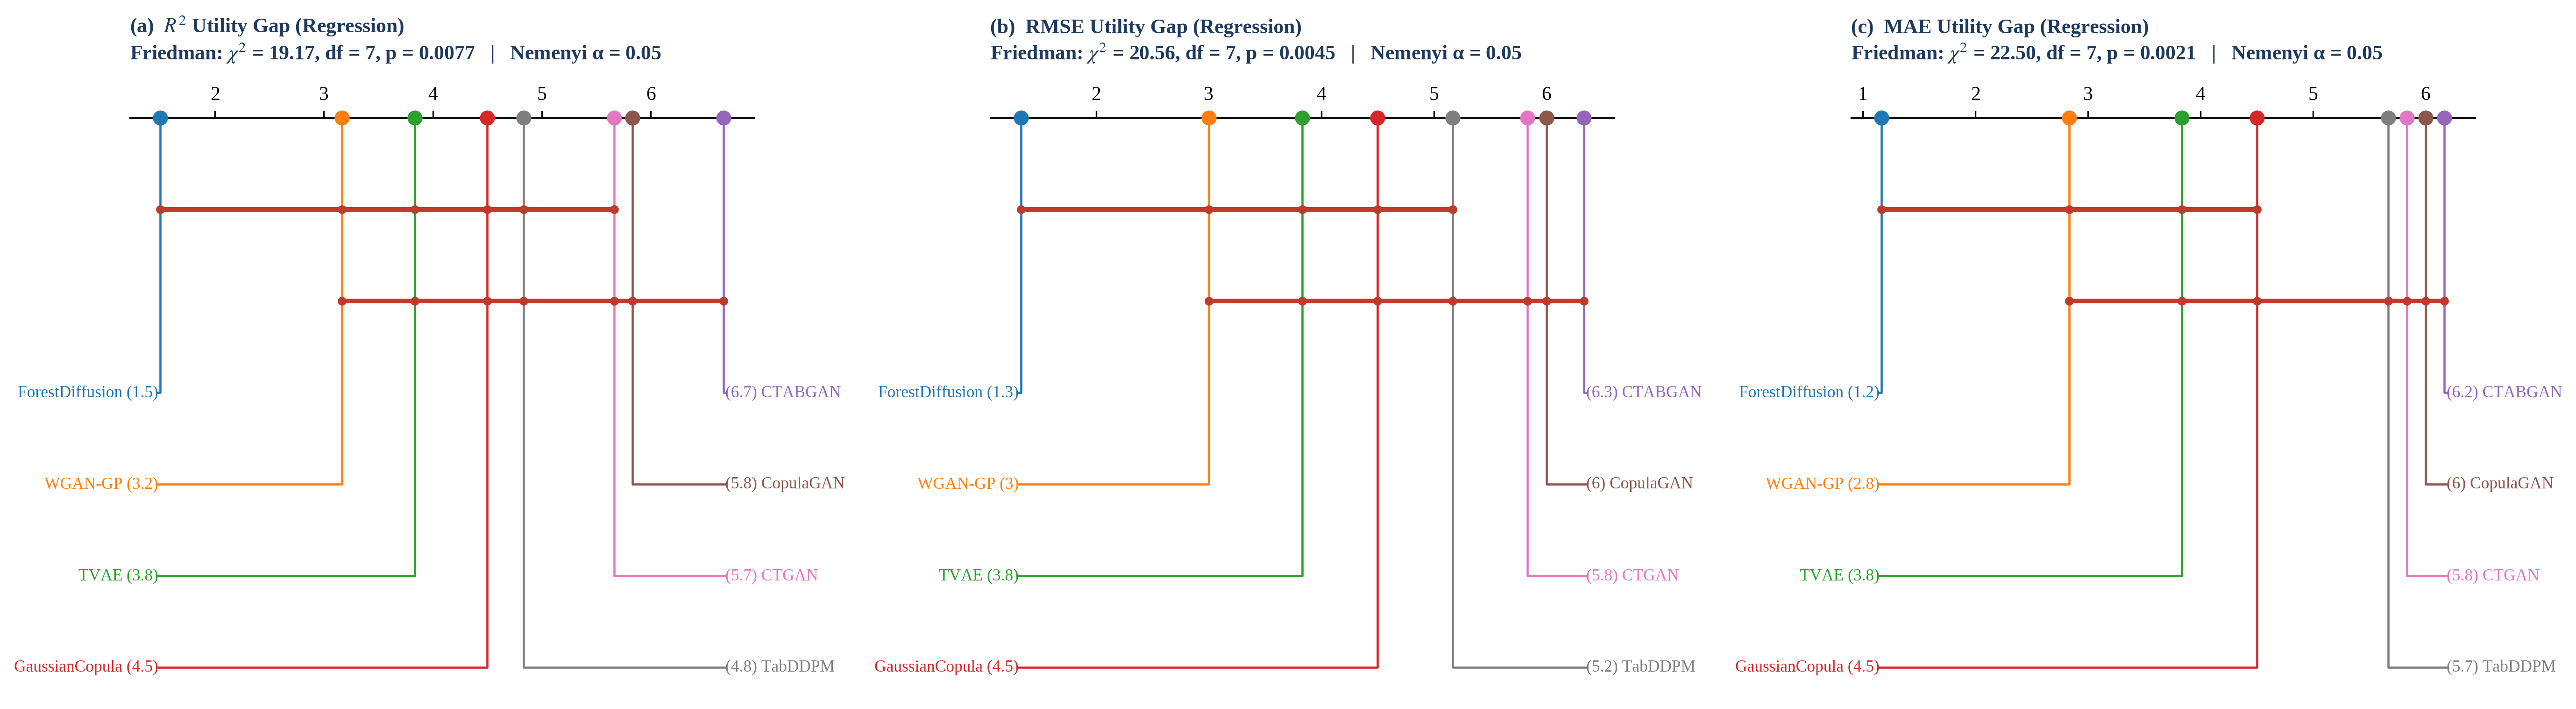 (a) R² Utility Gap (Regression)
Friedman: χ² = 19.17, df = 7, p = 0.0077 | Nemenyi α = 0.05
2 3 4 5 6
ForestDiffusion (1.5)
(6.7) CTABGAN
WGAN-GP (3.2)
(5.8) CopulaGAN
TVAE (3.8)
(5.7) CTGAN
GaussianCopula (4.5)
(4.8) TabDDPM
(b) RMSE Utility Gap (Regression)
Friedman: χ² = 20.56, df = 7, p = 0.0045 | Nemenyi α = 0.05
2 3 4 5 6
ForestDiffusion (1.3)
(6.3) CTABGAN
WGAN-GP (3)
(6) CopulaGAN
TVAE (3.8)
(5.8) CTGAN
GaussianCopula (4.5)
(5.2) TabDDPM
(c) MAE Utility Gap (Regression)
Friedman: χ² = 22.50, df = 7, p = 0.0021 | Nemenyi α = 0.05
1 2 3 4 5 6
ForestDiffusion (1.2)
(6.2) CTABGAN
WGAN-GP (2.8)
(6) CopulaGAN
TVAE (3.8)
(5.8) CTGAN
GaussianCopula (4.5)
(5.7) TabDDPM